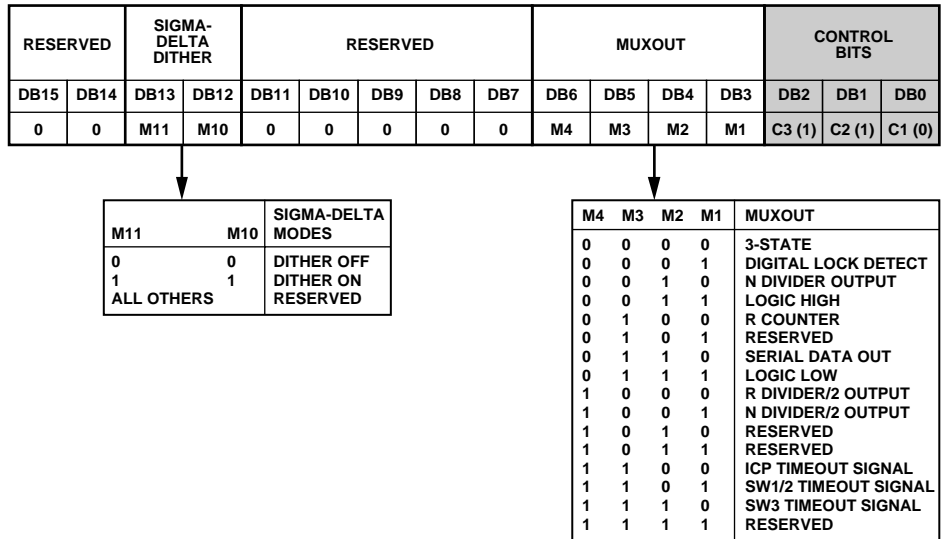 RESERVED SIGMA-DELTA DITHER RESERVED MUXOUT CONTROL BITS
DB15 DB14 DB13 DB12 DB11 DB10 DB9 DB8 DB7 DB6 DB5 DB4 DB3 DB2 DB1 DB0
0 0 M11 M10 0 0 0 0 0 M4 M3 M2 M1 C3 (1) C2 (1) C1 (0)
M11 M10 SIGMA-DELTA MODES
0 0 DITHER OFF
1 1 DITHER ON
ALL OTHERS RESERVED
M4 M3 M2 M1 MUXOUT
0 0 0 0 3-STATE
0 0 0 1 DIGITAL LOCK DETECT
0 0 1 0 N DIVIDER OUTPUT
0 0 1 1 LOGIC HIGH
0 1 0 0 R COUNTER
0 1 0 1 RESERVED
0 1 1 0 SERIAL DATA OUT
0 1 1 1 LOGIC LOW
1 0 0 0 R DIVIDER/2 OUTPUT
1 0 0 1 N DIVIDER/2 OUTPUT
1 0 1 0 RESERVED
1 0 1 1 RESERVED
1 1 0 0 ICP TIMEOUT SIGNAL
1 1 0 1 SW1/2 TIMEOUT SIGNAL
1 1 1 0 SW3 TIMEOUT SIGNAL
1 1 1 1 RESERVED